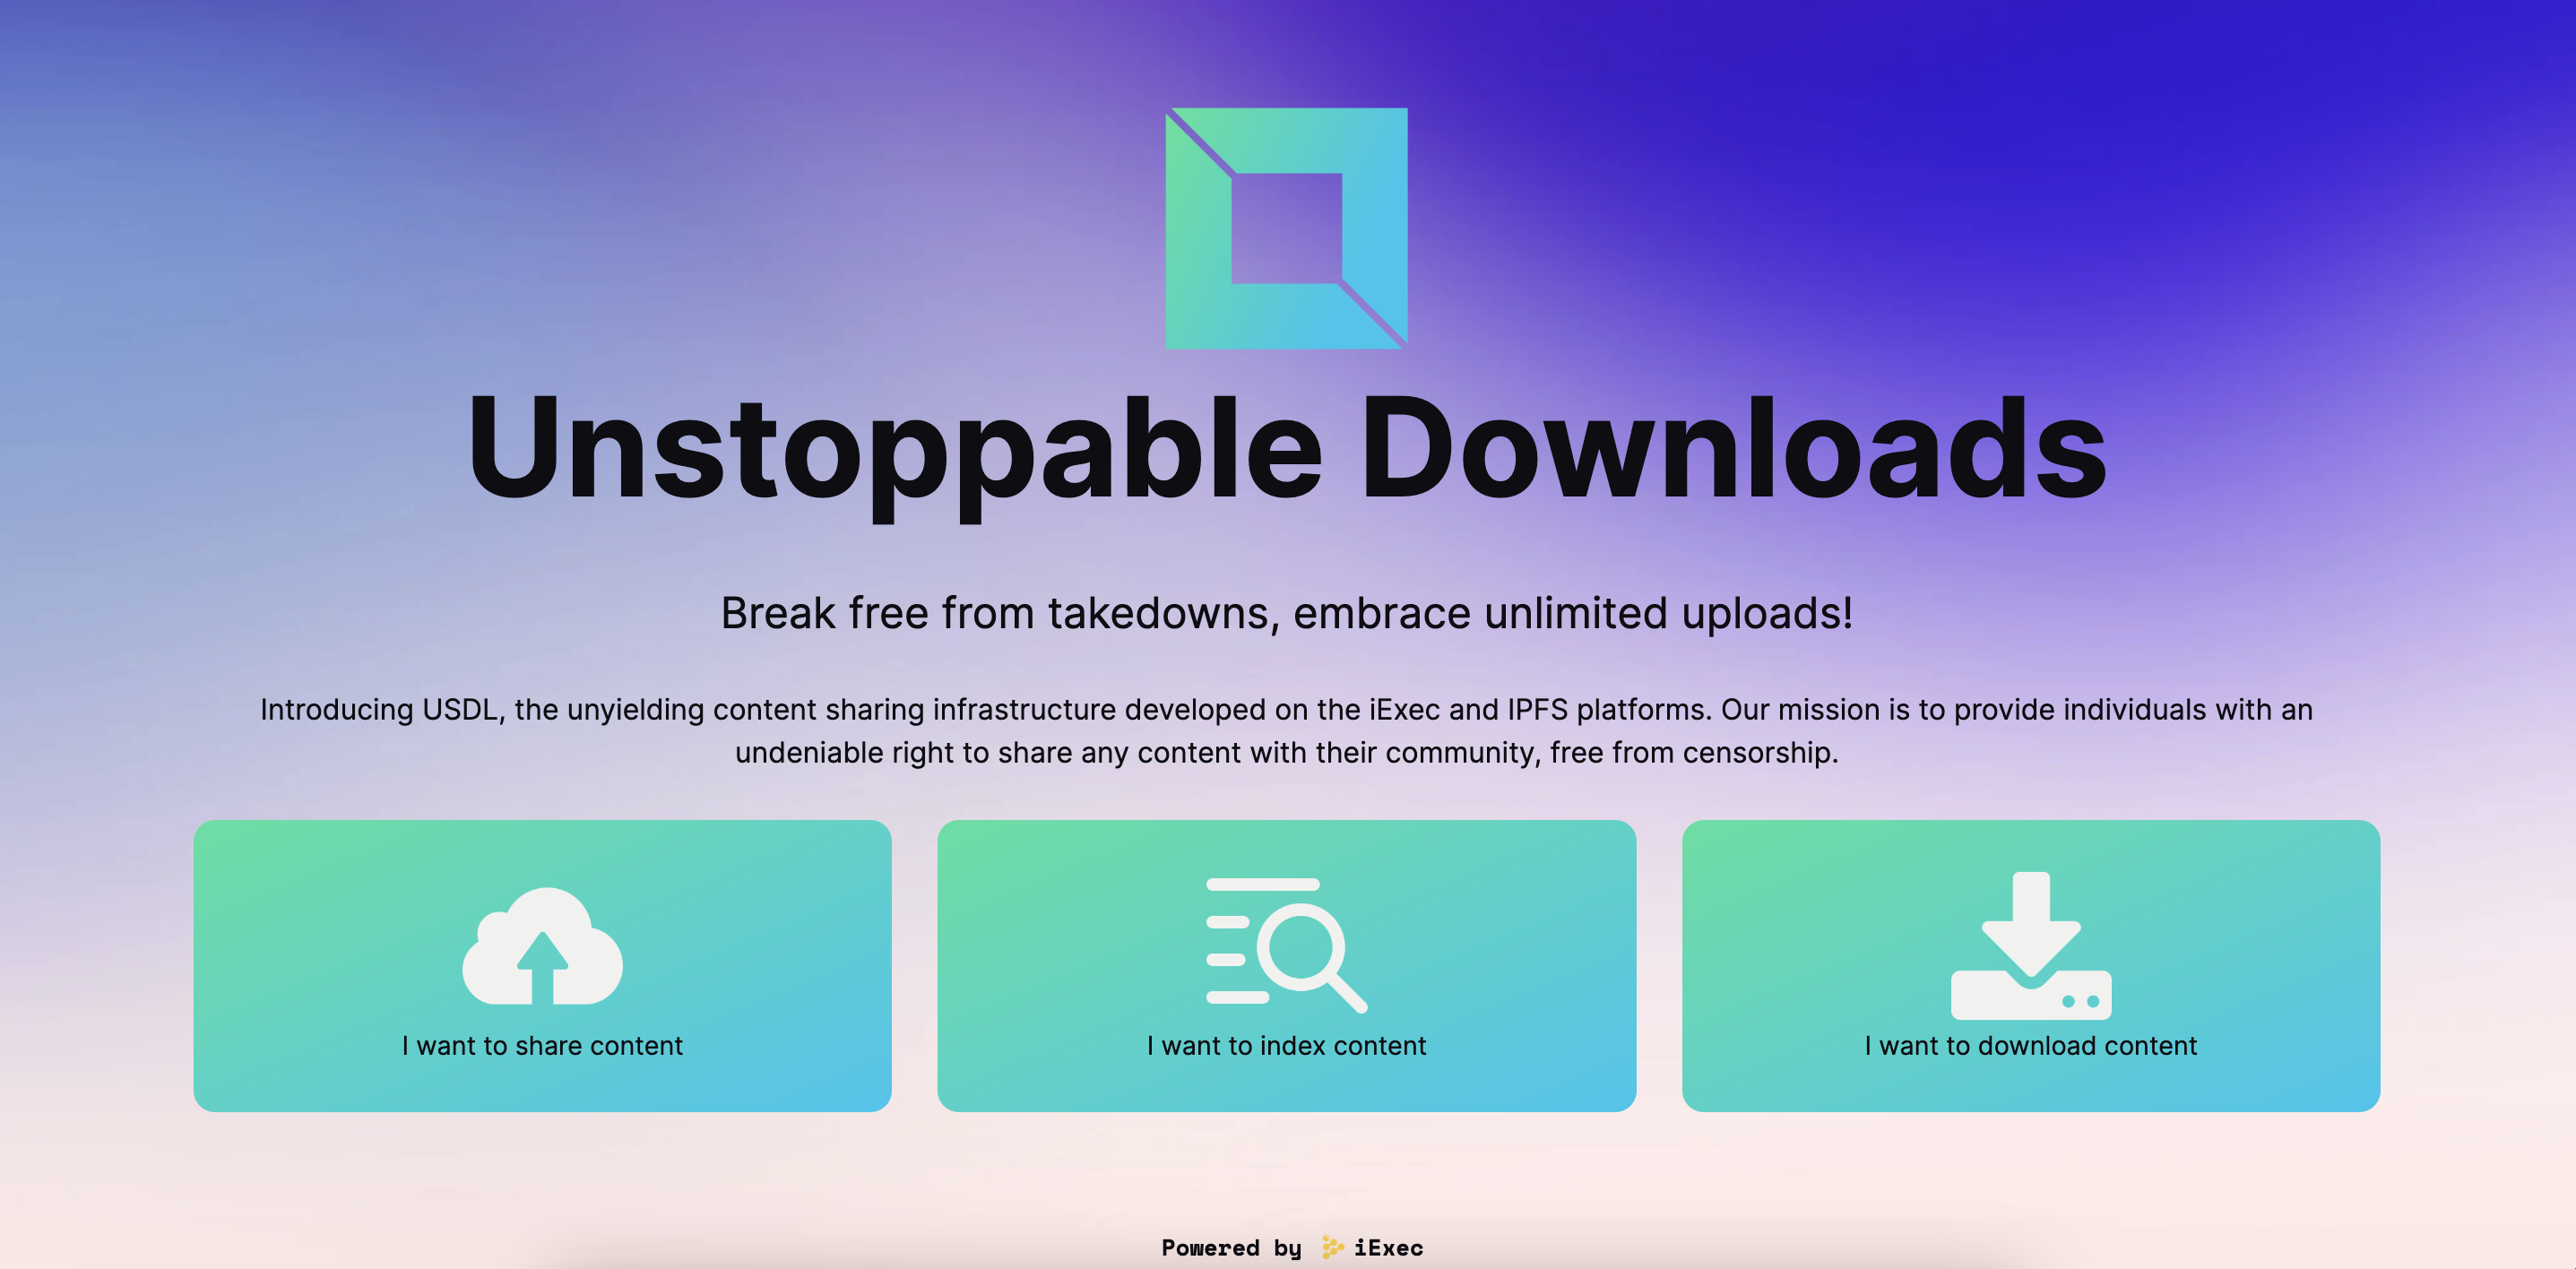 Unstoppable Downloads
Break free from takedowns, embrace unlimited uploads!
Introducing USDL, the unyielding content sharing infrastructure developed on the iExec and IPFS platforms. Our mission is to provide individuals with an
undeniable right to share any content with their community, free from censorship.
I want to share content
I want to index content
I want to download content
Powered by iExec